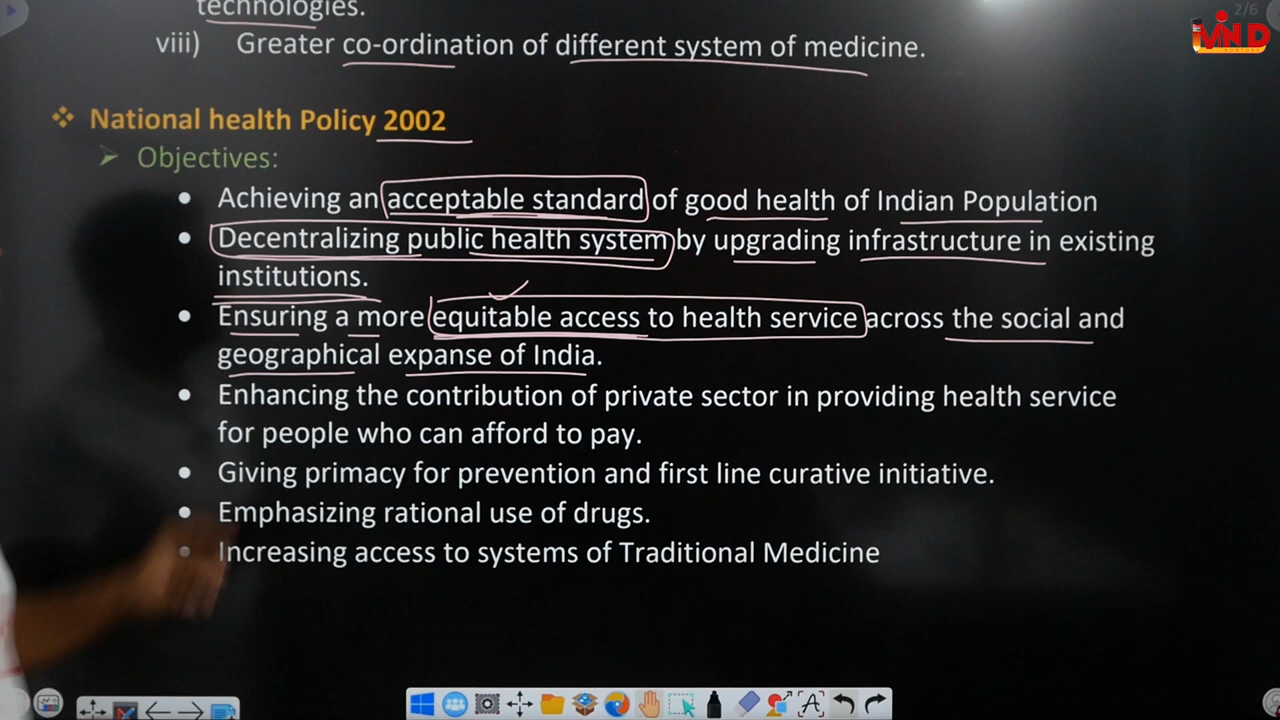 technologies.
2/6
MIND
viii) Greater co-ordination of different system of medicine.
National health Policy 2002
Objectives:
Achieving an acceptable standard of good health of Indian Population
Decentralizing public health system by upgrading infrastructure in existing
institutions.
Ensuring a more equitable access to health service across the social and
geographical expanse of India.
Enhancing the contribution of private sector in providing health service
for people who can afford to pay.
Giving primacy for prevention and first line curative initiative.
Emphasizing rational use of drugs.
Increasing access to systems of Traditional Medicine